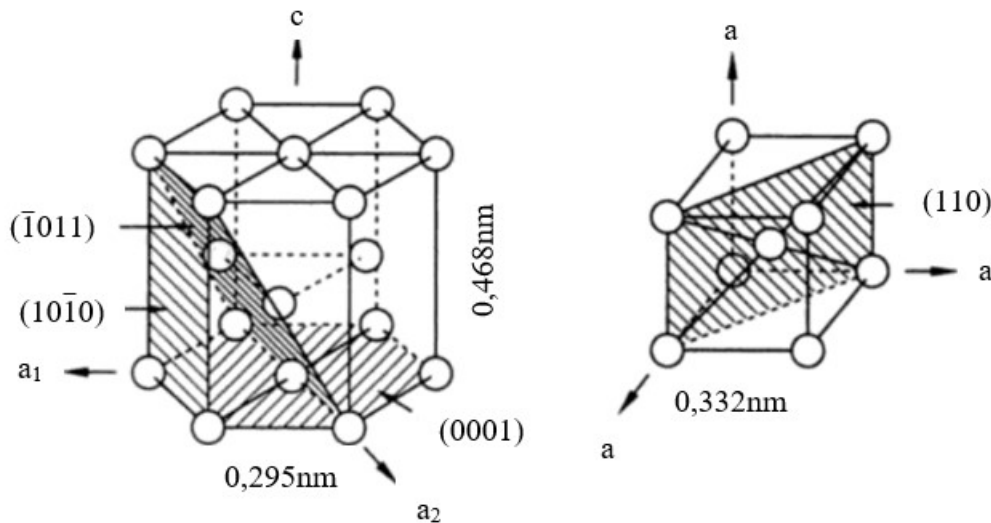 c
a
(1̅011)
(101̅0)
a₁
0,468nm
(0001)
0,295nm
a₂
(110)
a
0,332nm
a